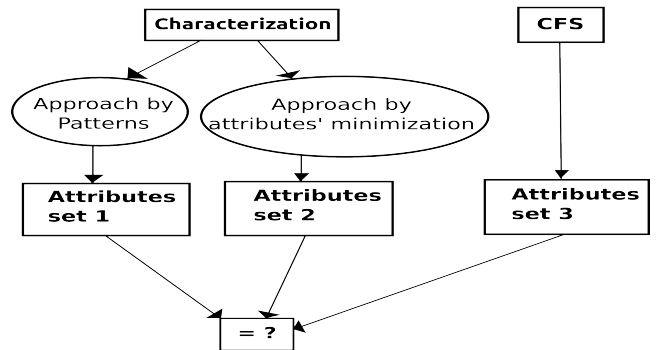 Characterization
CFS
Approach by
Patterns
Approach by
attributes' minimization
Attributes
set 1
Attributes
set 2
Attributes
set 3
= ?